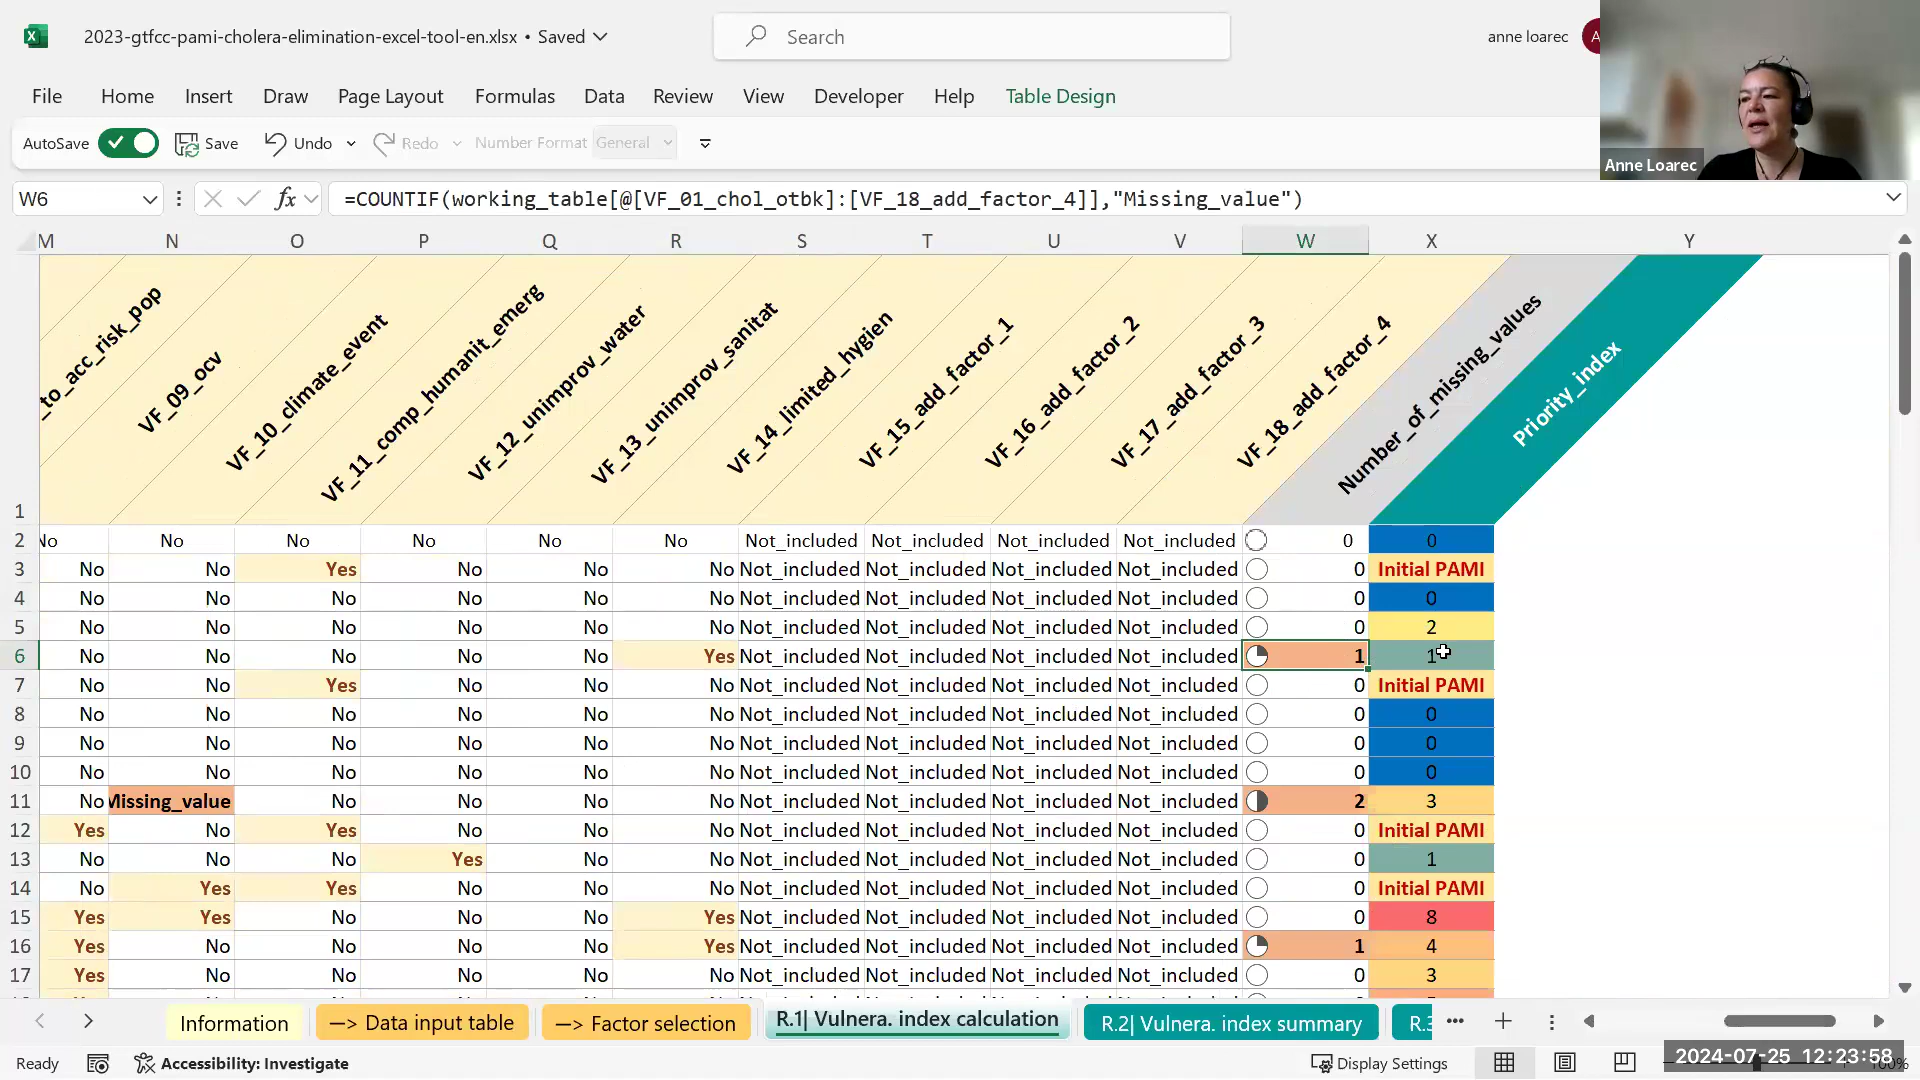 2023-gtfcc-pami-cholera-elimination-excel-tool-en.xlsx • Saved
Search
anne loarec
A
File Home Insert Draw Page Layout Formulas Data Review View Developer Help Table Design
AutoSave Save Undo Redo Number Format General
Anne Loarec
W6 fx =COUNTIF(working_table[@[VF_01_chol_otbk]:[VF_18_add_factor_4]],"Missing_value")
M N O P Q R S T U V W X Y
1 _to_acc_risk_pop VF_09_ocv VF_10_climate_event VF_11_comp_humanit_emerg VF_12_unimprov_water VF_13_unimprov_sanitat VF_14_limited_hygien VF_15_add_factor_1 VF_16_add_factor_2 VF_17_add_factor_3 VF_18_add_factor_4 Number_of_missing_values Priority_index
2 No No No No No No Not_included Not_included Not_included Not_included 0 0
3 No No Yes No No No Not_included Not_included Not_included Not_included 0 Initial PAMI
4 No No No No No No Not_included Not_included Not_included Not_included 0 0
5 No No No No No No Not_included Not_included Not_included Not_included 0 2
6 No No No No No Yes Not_included Not_included Not_included Not_included 1 1
7 No No Yes No No No Not_included Not_included Not_included Not_included 0 Initial PAMI
8 No No No No No No Not_included Not_included Not_included Not_included 0 0
9 No No No No No No Not_included Not_included Not_included Not_included 0 0
10 No No No No No No Not_included Not_included Not_included Not_included 0 0
11 No Missing_value No No No No Not_included Not_included Not_included Not_included 2 3
12 Yes No Yes No No No Not_included Not_included Not_included Not_included 0 Initial PAMI
13 No No No Yes No No Not_included Not_included Not_included Not_included 0 1
14 No Yes Yes No No No Not_included Not_included Not_included Not_included 0 Initial PAMI
15 Yes Yes No No No Yes Not_included Not_included Not_included Not_included 0 8
16 Yes No No No No Yes Not_included Not_included Not_included Not_included 1 4
17 Yes No No No No No Not_included Not_included Not_included Not_included 0 3
Information —> Data input table —> Factor selection R.1| Vulnera. index calculation R.2| Vulnera. index summary R.3
Ready Accessibility: Investigate Display Settings
2024-07-25 12:23:58